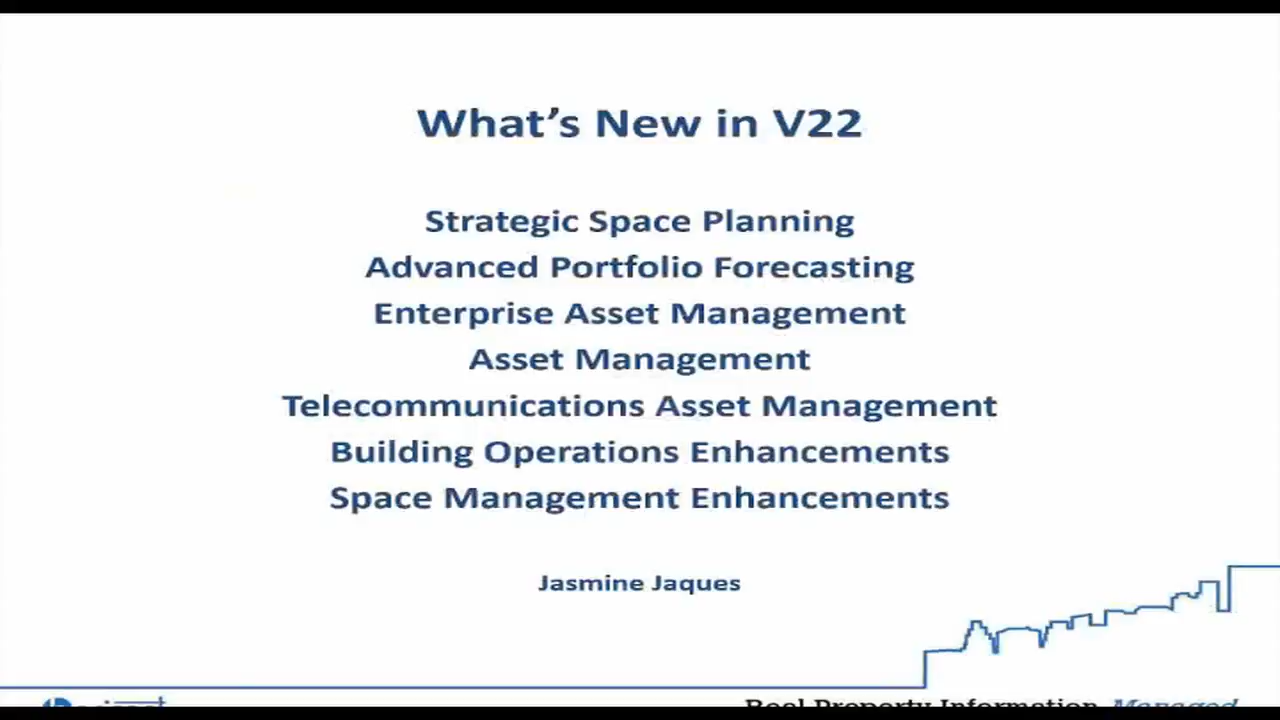 What's New in V22
Strategic Space Planning
Advanced Portfolio Forecasting
Enterprise Asset Management
Asset Management
Telecommunications Asset Management
Building Operations Enhancements
Space Management Enhancements
Jasmine Jaques
Real Property Information Managed